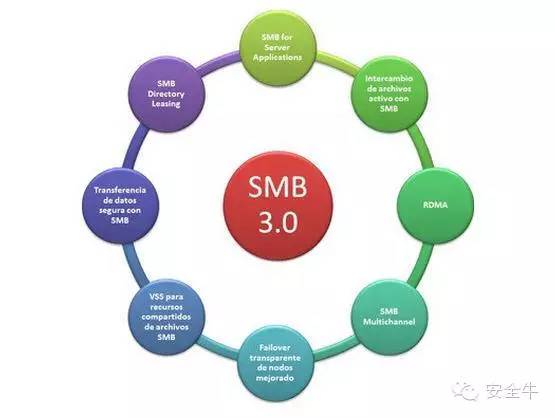 SMB for
Server
Applications
Intercambio
de archivos
activo con
SMB
RDMA
SMB
Multichannel
Failover
transparente
de nodos
mejorado
VSS para
recursos
compartidos
de archivos
SMB
Transferencia
de datos
segura con
SMB
SMB
Directory
Leasing
SMB
3.0
安全牛